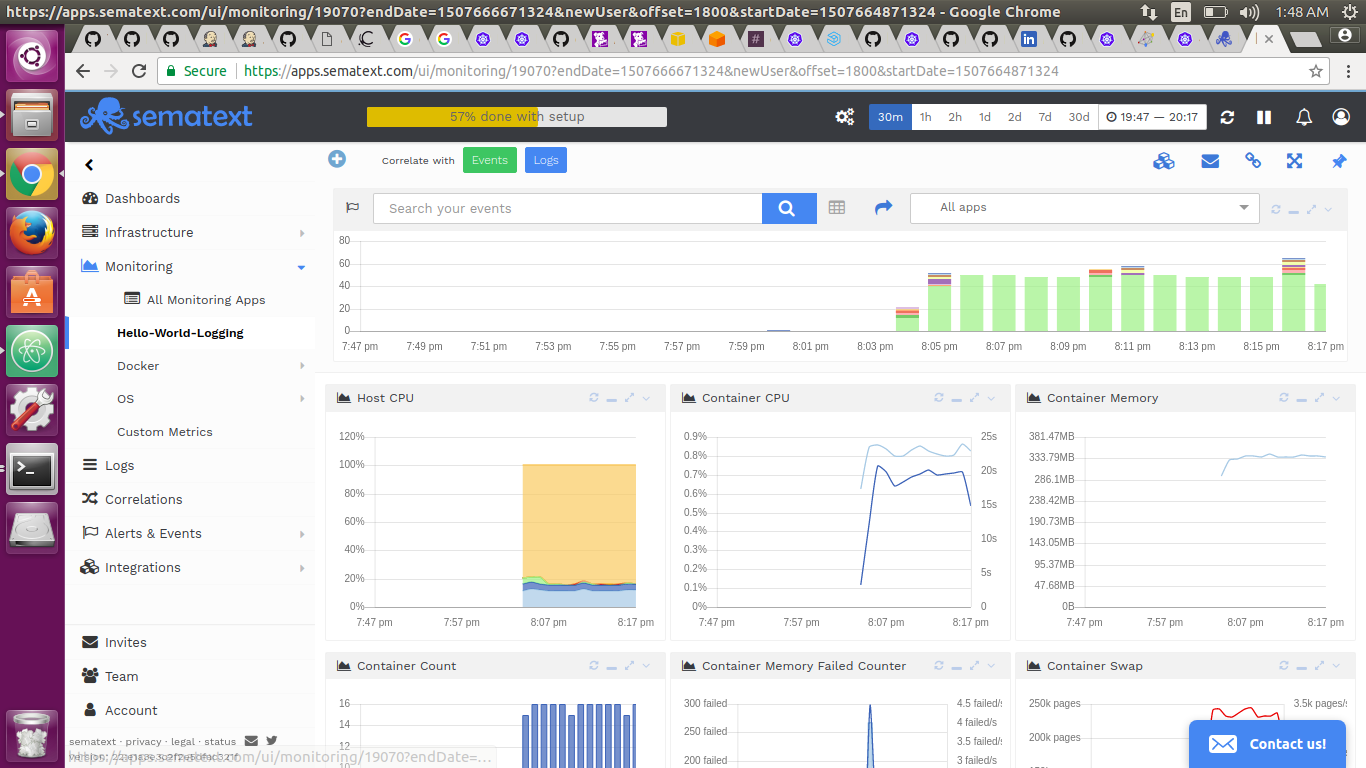 https://apps.sematext.com/ui/monitoring/19070?endDate=1507666671324&newUser&offset=1800&startDate=1507664871324 - Google Chrome
En
1:48 AM
Secure
https://apps.sematext.com/ui/monitoring/19070?endDate=1507666671324&newUser&offset=1800&startDate=1507664871324
sematext
57% done with setup
30m 1h 2h 1d 2d 7d 30d
19:47 — 20:17
Correlate with Events Logs
Dashboards
Infrastructure
Monitoring
All Monitoring Apps
Hello-World-Logging
Docker
OS
Custom Metrics
Logs
Correlations
Alerts & Events
Integrations
Invites
Team
Account
sematext · privacy · legal · status
https://apps.sematext.com/ui/monitoring/19070?endDate=...
Search your events
All apps
80
60
40
20
0
7:47 pm 7:49 pm 7:51 pm 7:53 pm 7:55 pm 7:57 pm 7:59 pm 8:01 pm 8:03 pm 8:05 pm 8:07 pm 8:09 pm 8:11 pm 8:13 pm 8:15 pm 8:17 pm
Host CPU
120%
100%
80%
60%
40%
20%
0%
7:47 pm 7:57 pm 8:07 pm 8:17 pm
Container CPU
0.9%
0.8%
0.7%
0.6%
0.5%
0.4%
0.3%
0.2%
0.1%
0%
25s
20s
15s
10s
5s
0
7:47 pm 7:57 pm 8:07 pm 8:17 pm
Container Memory
381.47MB
333.79MB
286.1MB
238.42MB
190.73MB
143.05MB
95.37MB
47.68MB
0B
7:47 pm 7:57 pm 8:07 pm 8:17 pm
Container Count
16
14
12
10
Container Memory Failed Counter
300 failed
250 failed
200 failed
4.5 failed/s
4 failed/s
3.5 failed/s
3 failed/s
Container Swap
250k pages
200k pages
3.5k pages/s
Contact us!